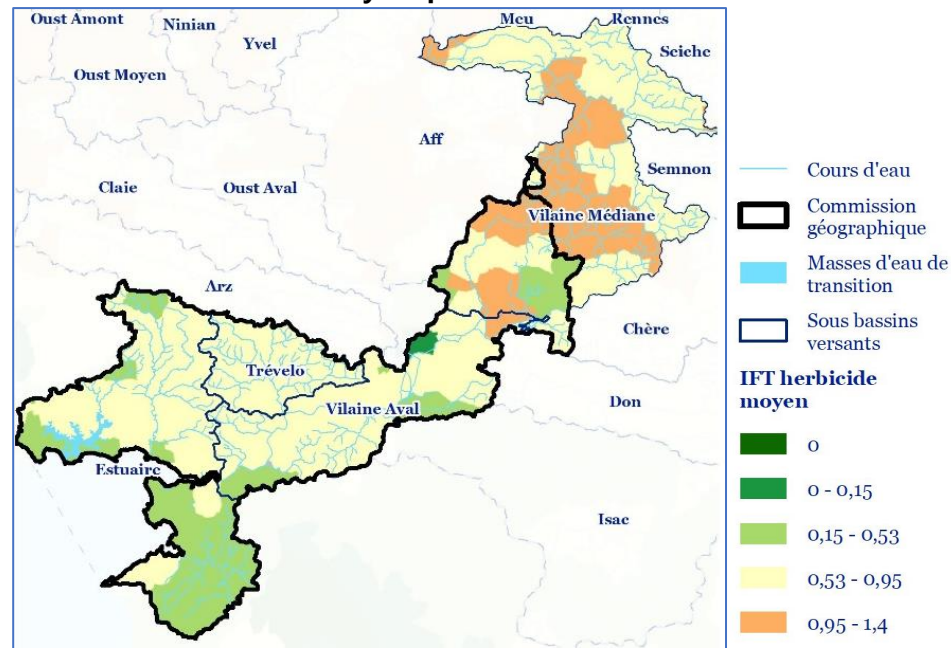 Oust Amont
Ninian
Yvel
Meu
Rennes
Seiche
Oust Moyen
Aff
Semnon
Claie
Oust Aval
Vilaine Médiane
Arz
Chère
Trévelo
Vilaine Aval
Don
Estuaire
Isac
Cours d'eau
Commission
géographique
Masses d'eau de
transition
Sous bassins
versants
IFT herbicide
moyen
0
0 - 0,15
0,15 - 0,53
0,53 - 0,95
0,95 - 1,4